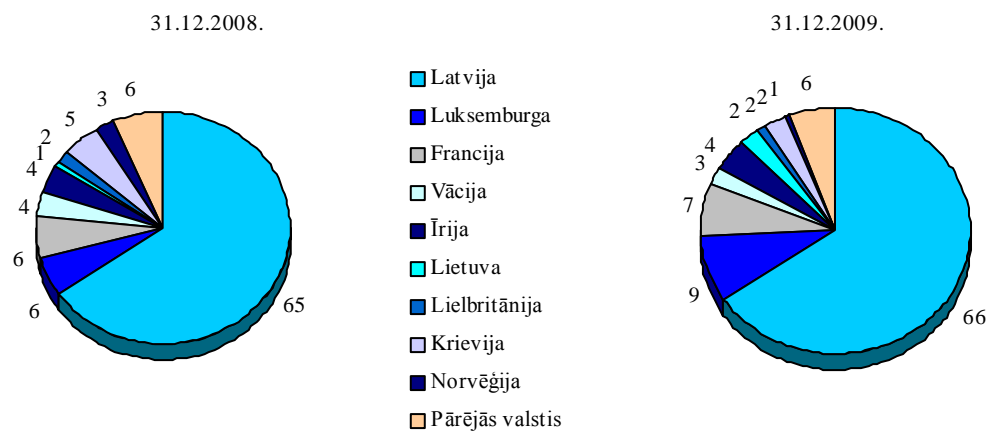 31.12.2008.
31.12.2009.
Latvija
Luksemburga
Francija
Vācija
Īrija
Lietuva
Lielbritānija
Krievija
Norvēģija
Pārējās valstis
65
6
6
4
4
1
2
5
3
6
66
9
7
3
4
2
2
2
1
6